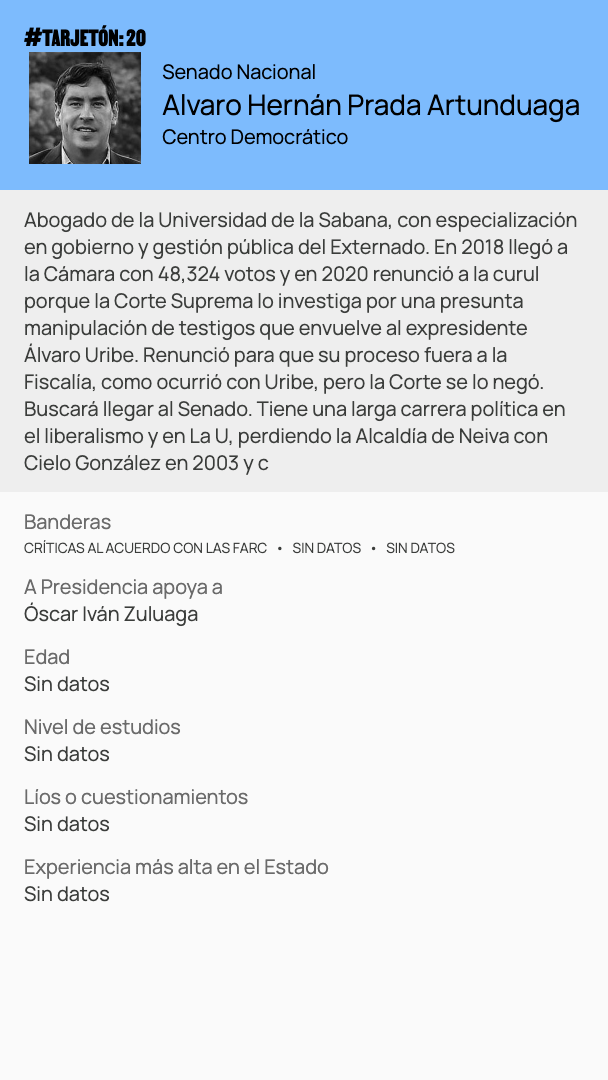 #TARJETÓN: 20
Senado Nacional
Alvaro Hernán Prada Artunduaga
Centro Democrático
Abogado de la Universidad de la Sabana, con especialización
en gobierno y gestión pública del Externado. En 2018 llegó a
la Cámara con 48,324 votos y en 2020 renunció a la curul
porque la Corte Suprema lo investiga por una presunta
manipulación de testigos que envuelve al expresidente
Álvaro Uribe. Renunció para que su proceso fuera a la
Fiscalía, como ocurrió con Uribe, pero la Corte se lo negó.
Buscará llegar al Senado. Tiene una larga carrera política en
el liberalismo y en La U, perdiendo la Alcaldía de Neiva con
Cielo González en 2003 y c
Banderas
CRÍTICAS AL ACUERDO CON LAS FARC • SIN DATOS • SIN DATOS
A Presidencia apoya a
Óscar Iván Zuluaga
Edad
Sin datos
Nivel de estudios
Sin datos
Líos o cuestionamientos
Sin datos
Experiencia más alta en el Estado
Sin datos